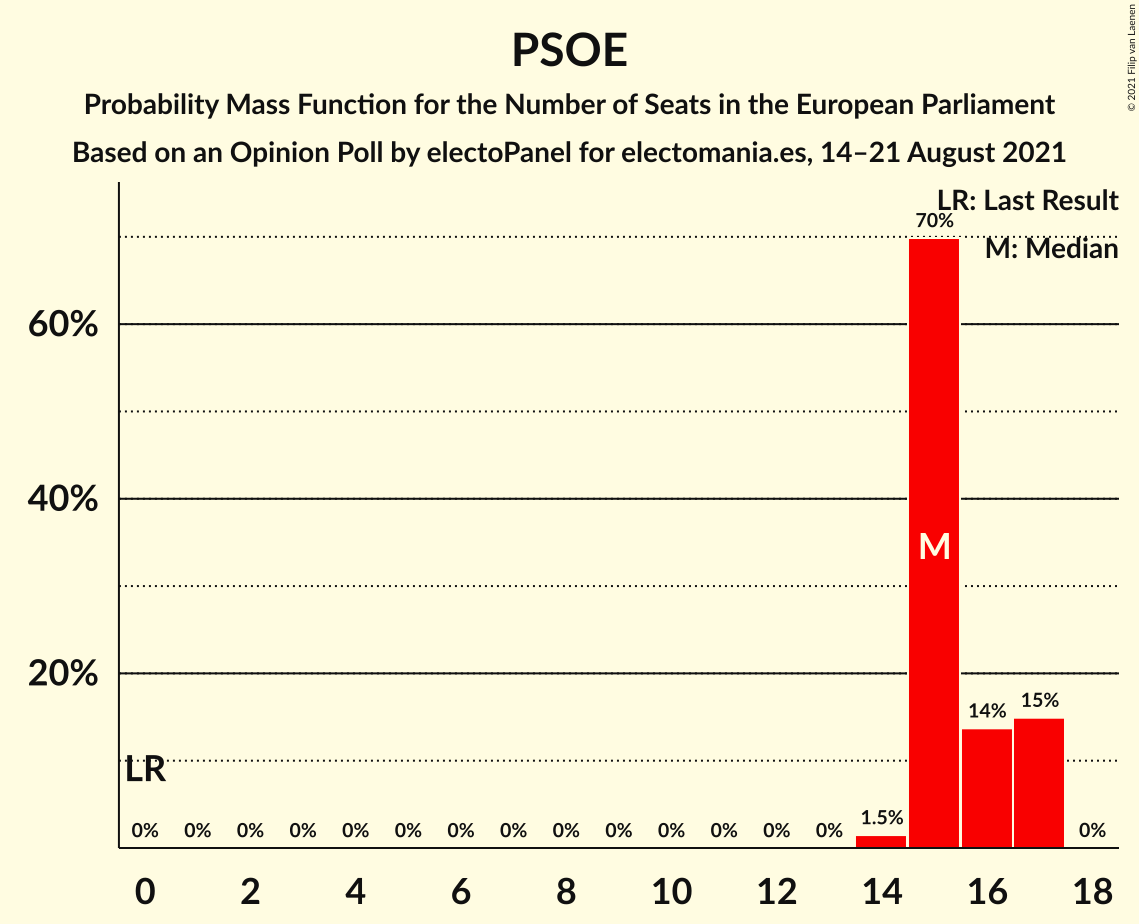 PSOE
Probability Mass Function for the Number of Seats in the European Parliament
Based on an Opinion Poll by electoPanel for electomania.es, 14–21 August 2021
© 2021 Filip van Laenen
LR: Last Result
M: Median
70%
60%
40%
M
20%
14%
15%
LR
0% 0% 0% 0% 0% 0% 0% 0% 0% 0% 0% 0% 0% 0% 1.5% 0%
0 2 4 6 8 10 12 14 16 18